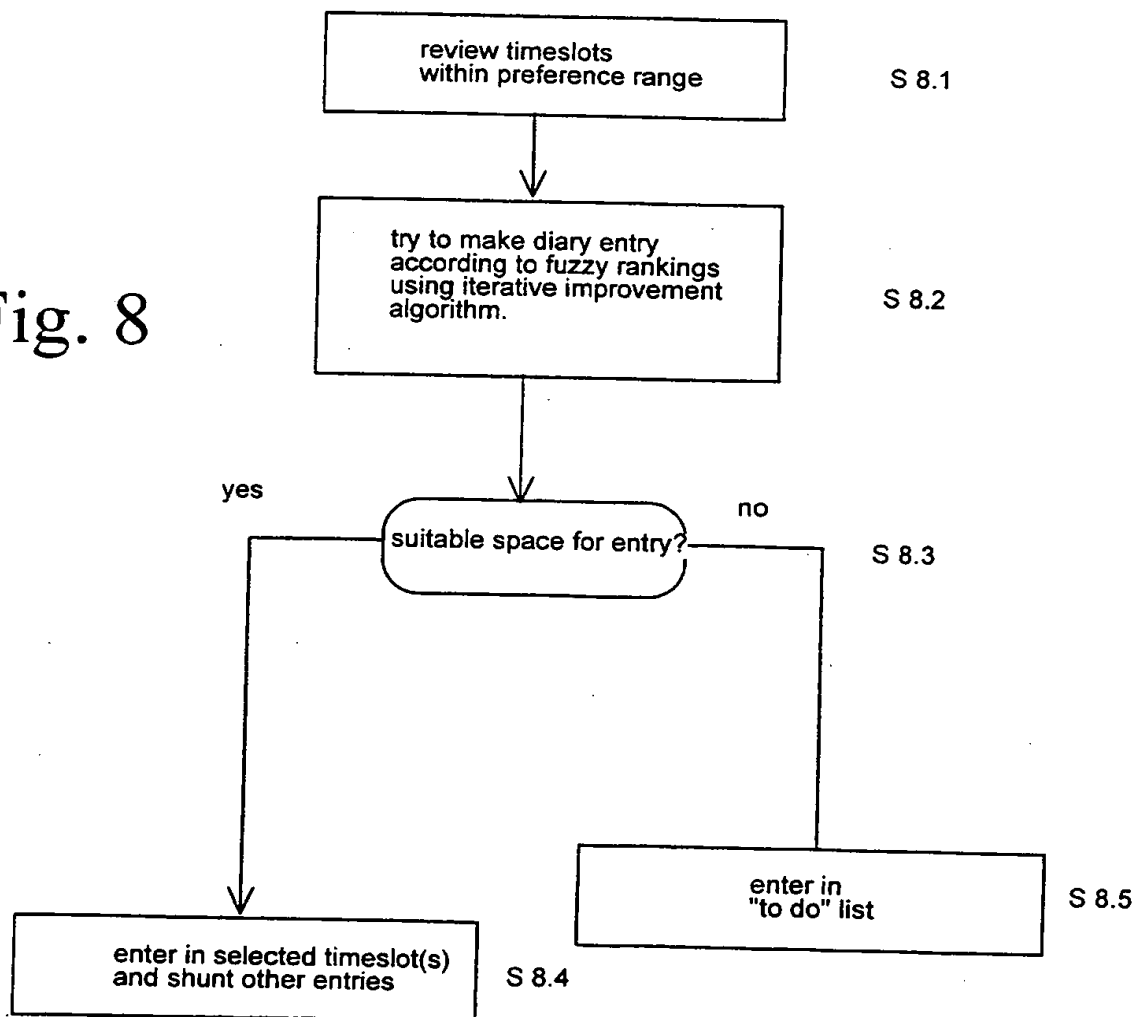 review timeslots
within preference range
S 8.1
try to make diary entry
according to fuzzy rankings
using iterative improvement
algorithm.
S 8.2
Fig. 8
yes
no
suitable space for entry?
S 8.3
enter in
"to do" list
S 8.5
enter in selected timeslot(s)
and shunt other entries
S 8.4